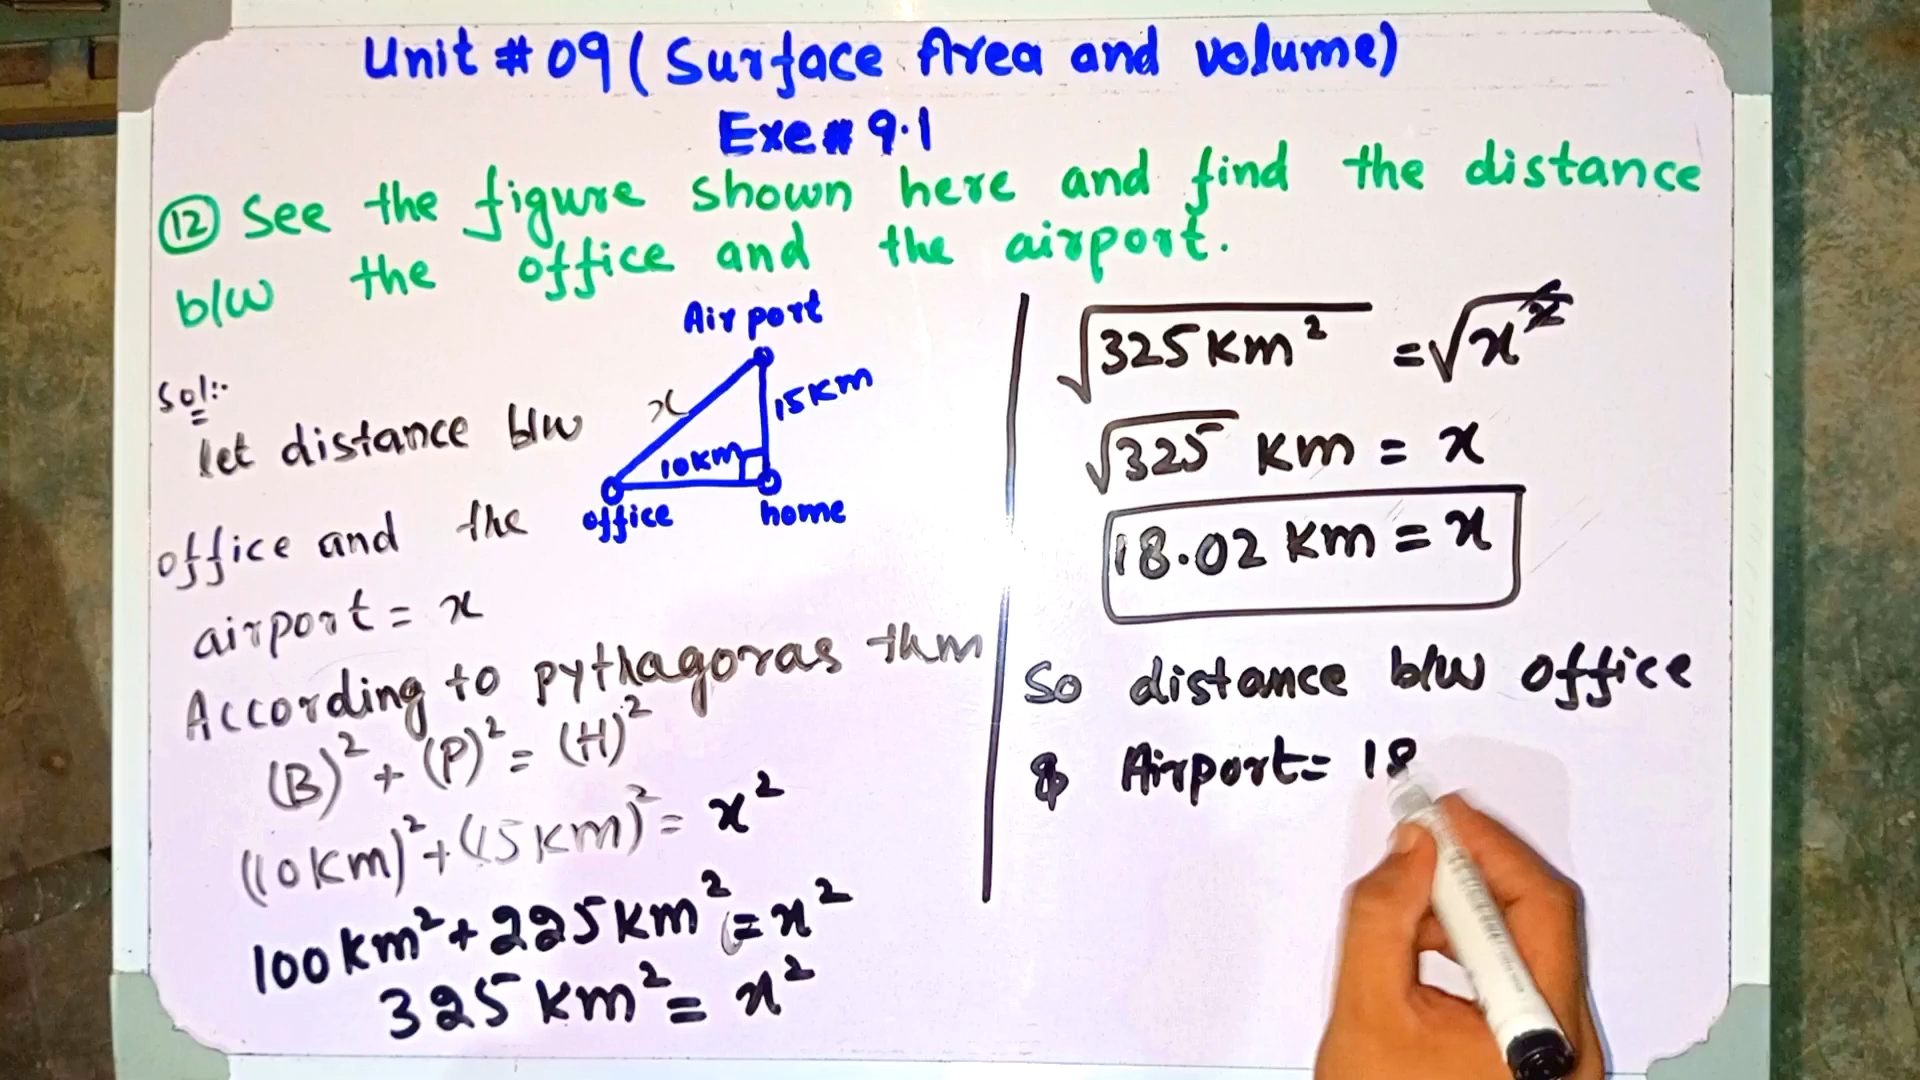 Unit # 09 (Surface Area and volume)
Exe # 9.1
(12) See the figure shown here and find the distance
b/w the office and the airport.
Sol:-
let distance b/w
office and the
airport = x
Airport
x
15km
10km
office
home
According to pythagoras thm
(B)² + (P)² = (H)²
(10km)² + (15km)² = x²
100km² + 225km² = x²
325km² = x²
√325km² = √x²
√325 km = x
18.02 km = x
So distance b/w office
& Airport = 18